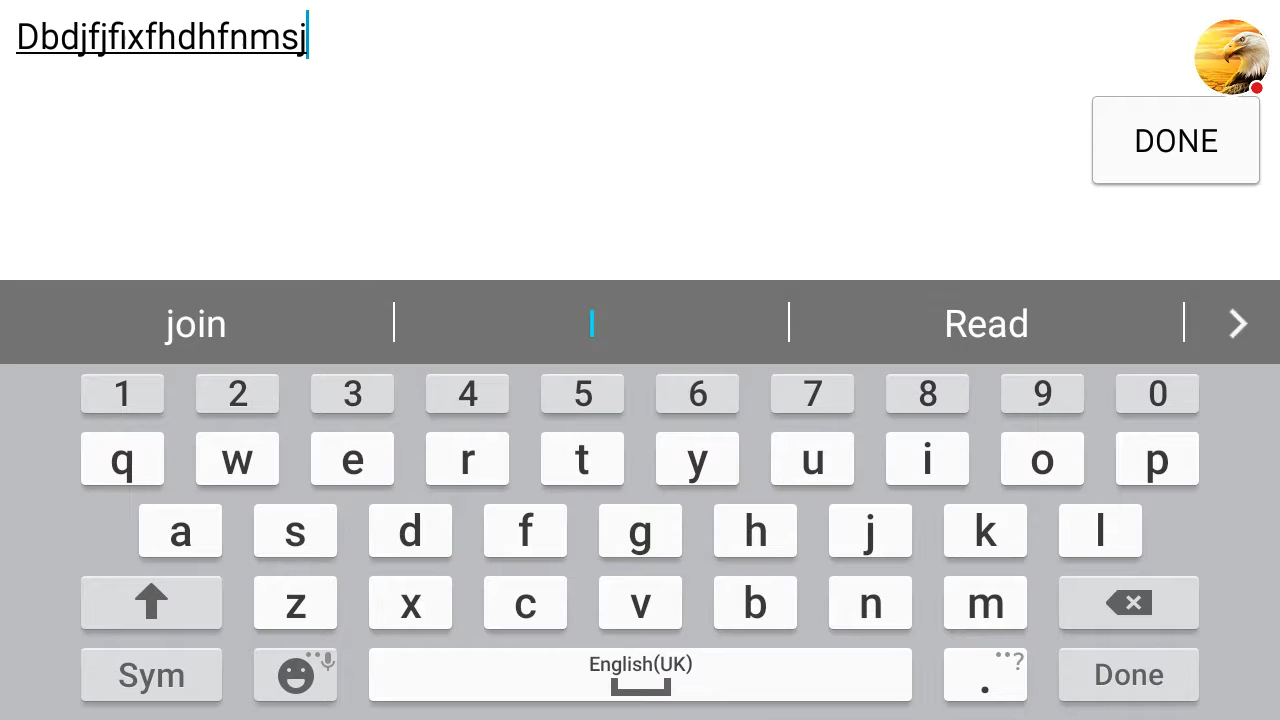 Dbdjfjfixfhdhfnmsj
DONE
join
I
Read
1 2 3 4 5 6 7 8 9 0
q w e r t y u i o p
a s d f g h j k l
z x c v b n m
Sym
English(UK)
. ?
Done